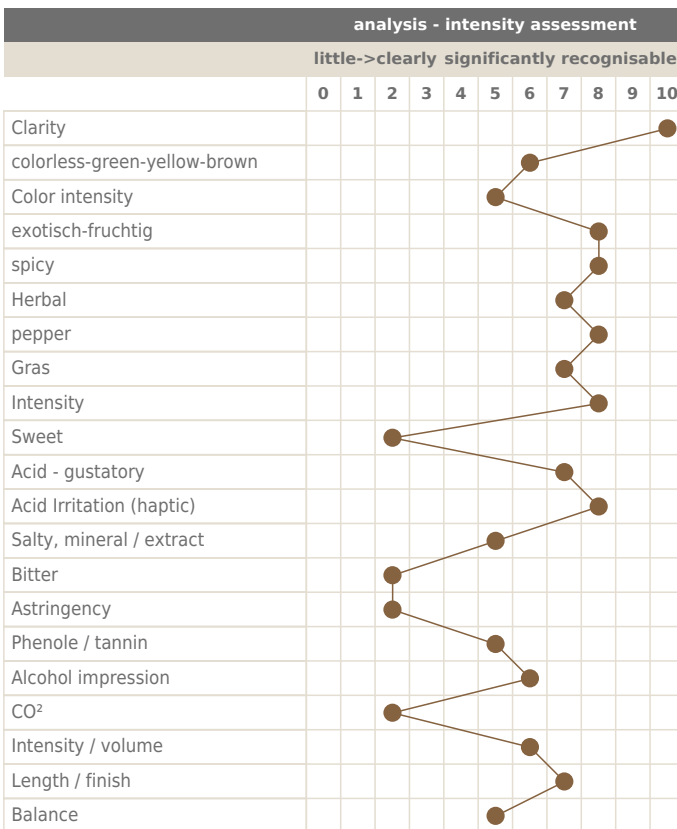 analysis - intensity assessment
little->clearly significantly recognisable
0 1 2 3 4 5 6 7 8 9 10
Clarity
colorless-green-yellow-brown
Color intensity
exotisch-fruchtig
spicy
Herbal
pepper
Gras
Intensity
Sweet
Acid - gustatory
Acid Irritation (haptic)
Salty, mineral / extract
Bitter
Astringency
Phenole / tannin
Alcohol impression
CO²
Intensity / volume
Length / finish
Balance